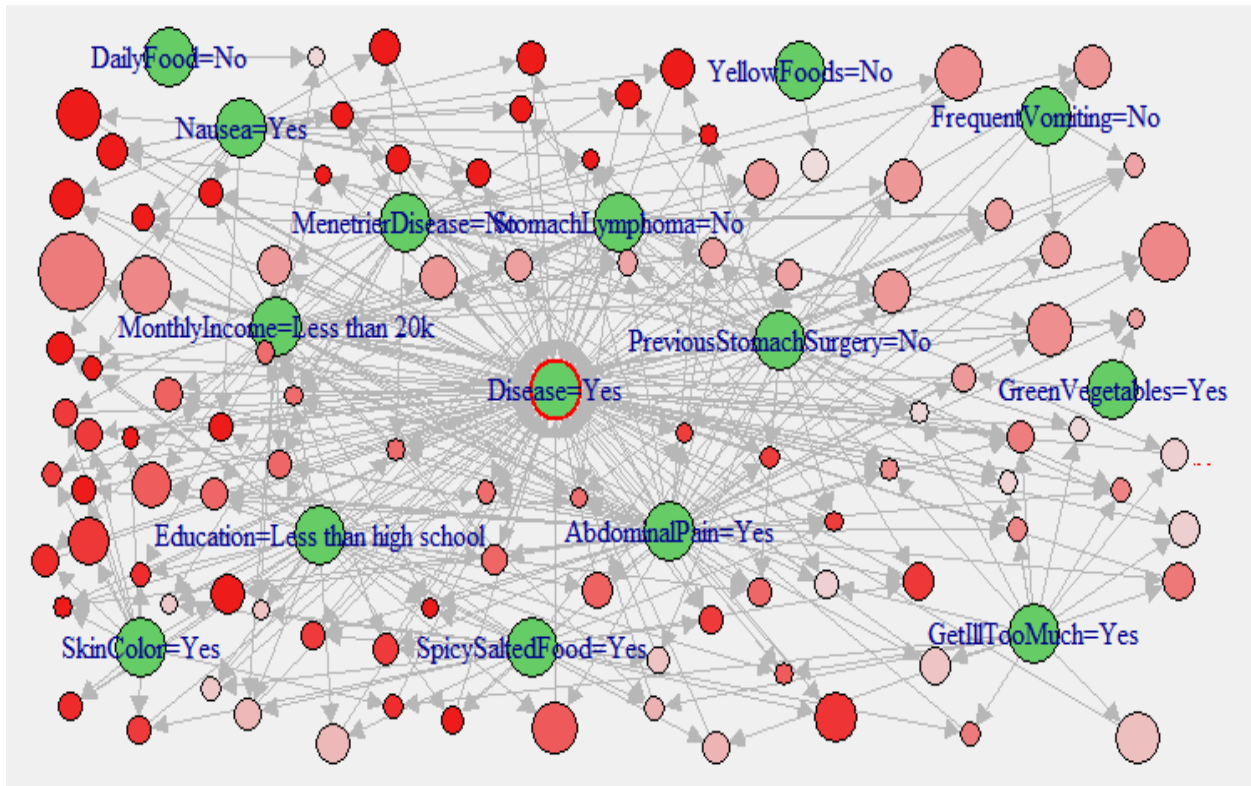 DailyFood=No
YellowFoods=No
FrequentVomiting=No
Nausea=Yes
MenetrierDisease=No
StomachLymphoma=No
MonthlyIncome=Less than 20k
PreviousStomachSurgery=No
Disease=Yes
GreenVegetables=Yes
Education=Less than high school
AbdominalPain=Yes
SkinColor=Yes
SpicySaltedFood=Yes
GetIllTooMuch=Yes